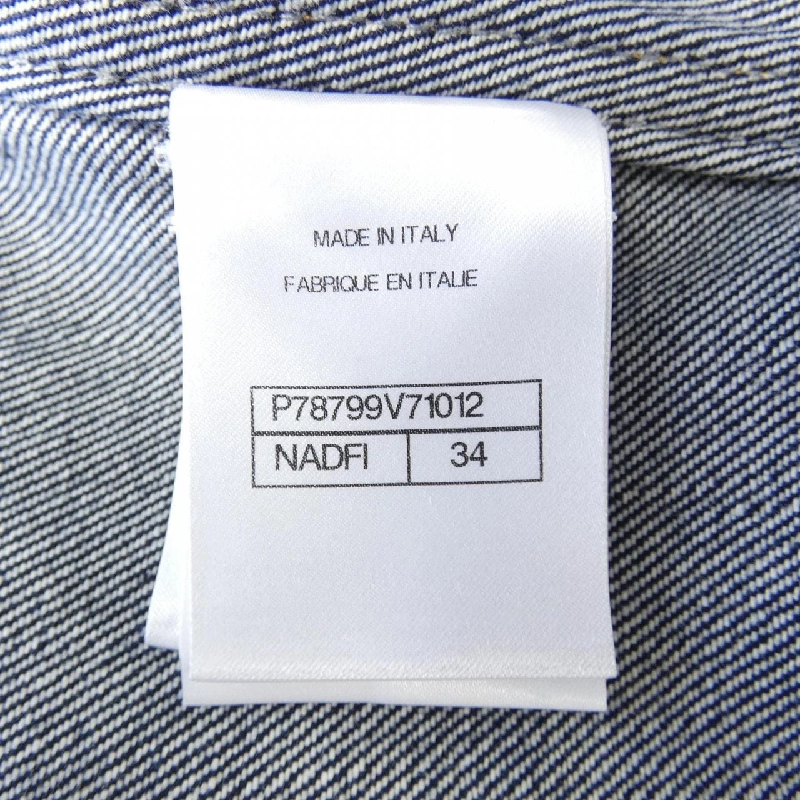 MADE IN ITALY
FABRIQUE EN ITALIE
P78799V71012
NADFI 34